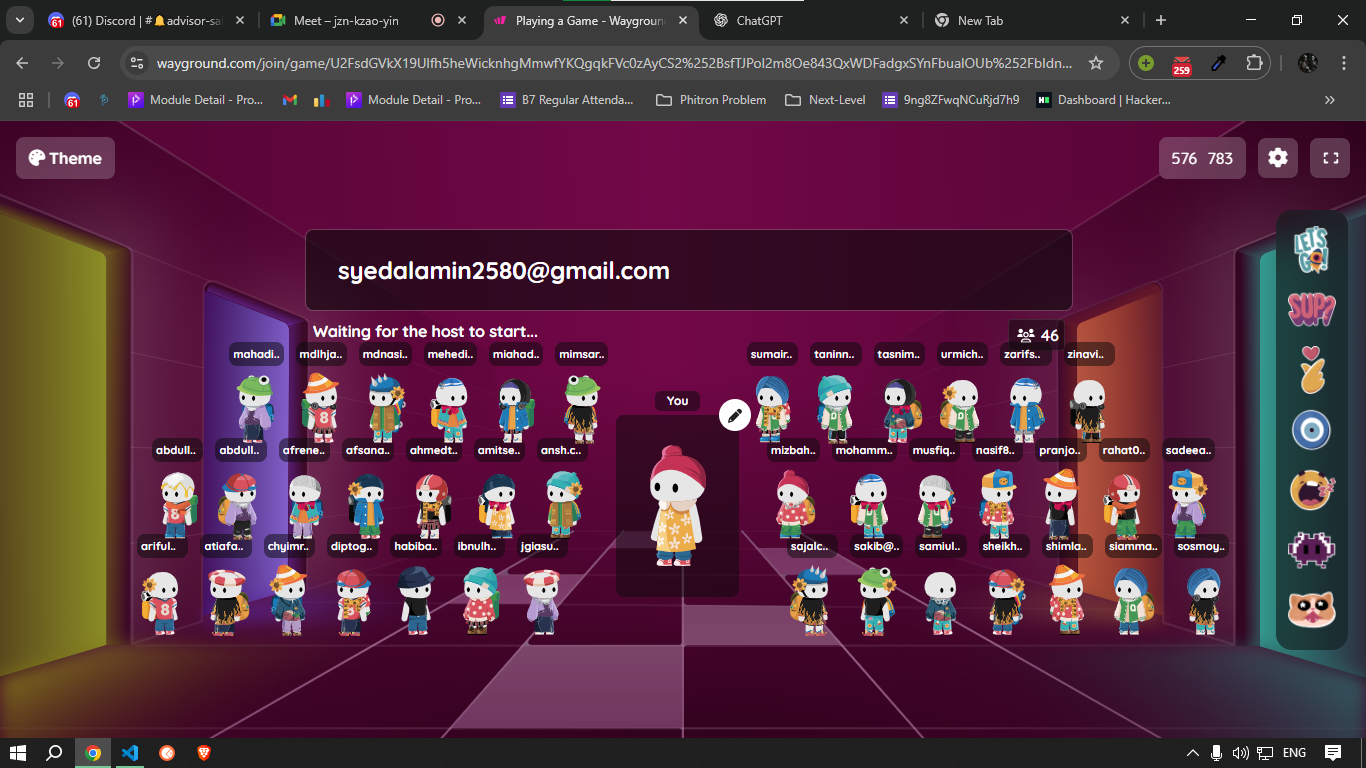 (61) Discord | #🔔advisor-sa
Meet – jzn-kzao-yin
Playing a Game - Waygroun
ChatGPT
New Tab
wayground.com/join/game/
259
Module Detail - Pro...
Module Detail - Pro...
B7 Regular Attenda...
Phitron Problem
Next-Level
9ng8ZFwqNCuRjd7h9
Dashboard | Hacker...
Theme
576 783
syedalamin2580@gmail.com
Waiting for the host to start...
46
mahadi.. mdlhja.. mdnasi.. mehedi.. miahad.. mimsar..
sumair.. taninn.. tasnim.. urmich.. zarifs.. zinavi..
You
abdull.. abdull.. afrene.. afsana.. ahmedt.. amitse.. ansh.c..
mizbah.. mohamm.. musfiq.. nasif8.. pranjo.. rahat0.. sadeea..
ariful.. atiafa.. chyimr.. diptog.. habiba.. ibnulh.. jgiasu..
sajalc.. sakib@.. samiul.. sheikh.. shimla.. siamma.. sosmoy..
LET'S GO!
SUP?
ENG